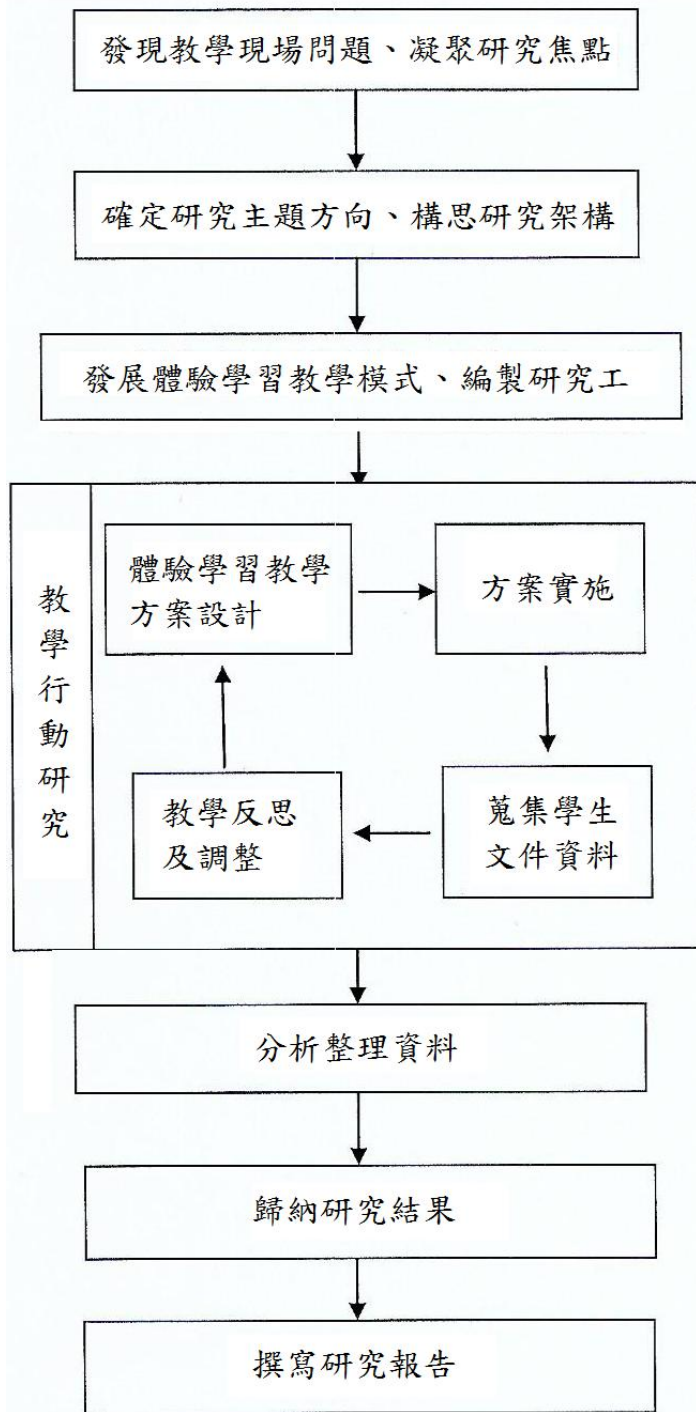 發現教學現場問題、凝聚研究焦點
確定研究主題方向、構思研究架構
發展體驗學習教學模式、編製研究工
教學行動研究
體驗學習教學
方案設計
方案實施
蒐集學生
文件資料
教學反思
及調整
分析整理資料
歸納研究結果
撰寫研究報告